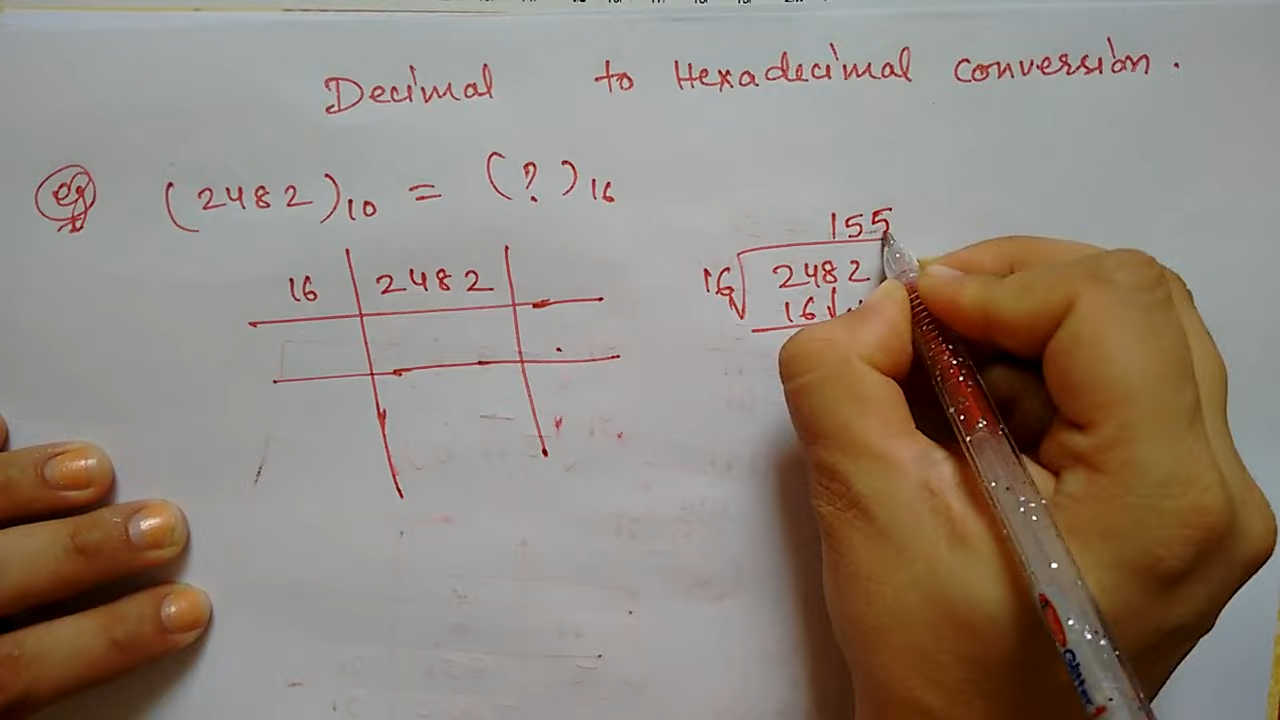 Decimal to Hexadecimal conversion.
eg (2482)10 = (?)16
155
16 2482
16
16 2482